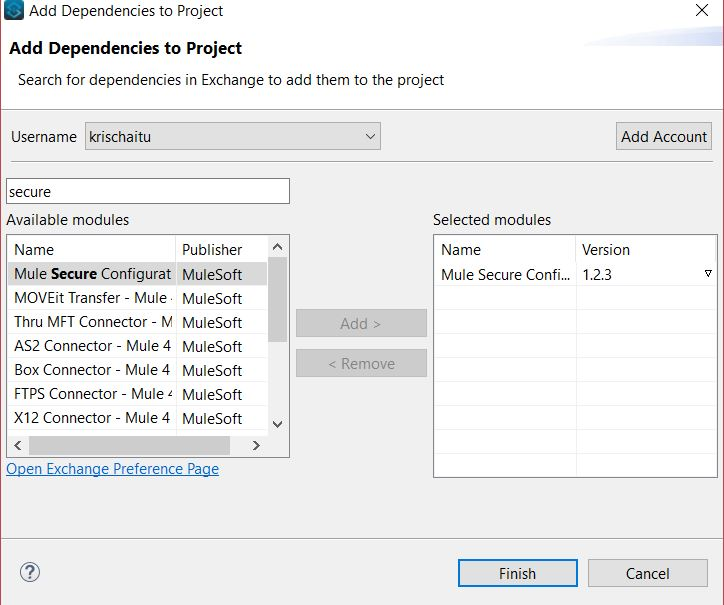 Add Dependencies to Project
Add Dependencies to Project
Search for dependencies in Exchange to add them to the project
Username krischaitu Add Account
secure
Available modules
Name Publisher
Mule Secure Configurat MuleSoft
MOVEit Transfer - Mule MuleSoft
Thru MFT Connector - M MuleSoft
AS2 Connector - Mule 4 MuleSoft
Box Connector - Mule 4 MuleSoft
FTPS Connector - Mule 4 MuleSoft
X12 Connector - Mule 4 MuleSoft
Open Exchange Preference Page
Add >
< Remove
Selected modules
Name Version
Mule Secure Confi... 1.2.3
?
Finish Cancel